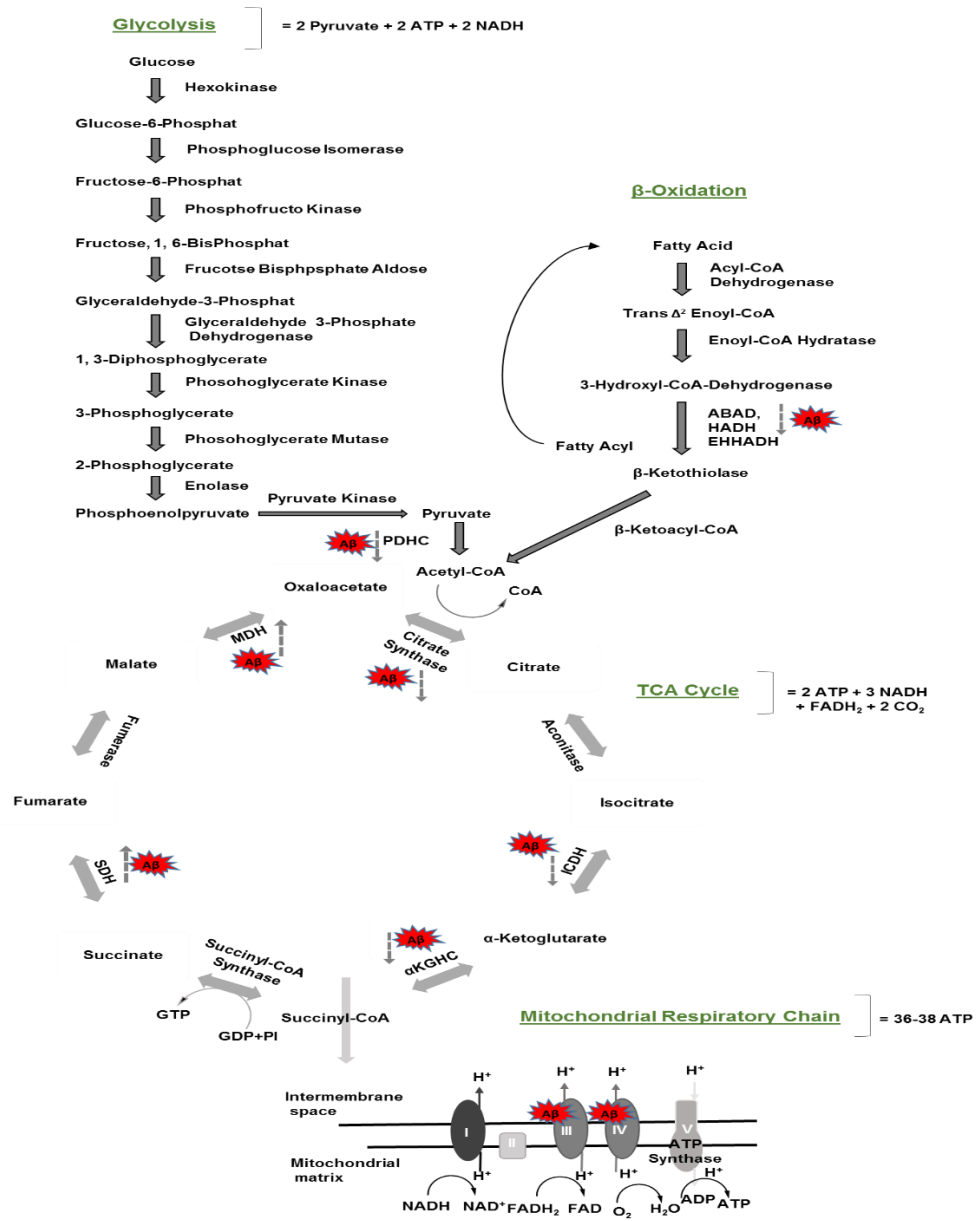 Glycolysis
= 2 Pyruvate + 2 ATP + 2 NADH
Glucose
Hexokinase
Glucose-6-Phosphat
Phosphoglucose Isomerase
Fructose-6-Phosphat
Phosphofructo Kinase
Fructose, 1, 6-BisPhosphat
Frucotse Bisphpsphate Aldose
Glyceraldehyde-3-Phosphat
Glyceraldehyde 3-Phosphate
Dehydrogenase
1, 3-Diphosphoglycerate
Phosohoglycerate Kinase
3-Phosphoglycerate
Phosohoglycerate Mutase
2-Phosphoglycerate
Enolase
Phosphoenolpyruvate
Pyruvate Kinase
Pyruvate
β-Oxidation
Fatty Acid
Acyl-CoA
Dehydrogenase
Trans Δ² Enoyl-CoA
Enoyl-CoA Hydratase
3-Hydroxyl-CoA-Dehydrogenase
ABAD,
HADH
EHHADH
Aβ
Fatty Acyl
β-Ketothiolase
β-Ketoacyl-CoA
Aβ
PDHC
Acetyl-CoA
CoA
Oxaloacetate
MDH
Aβ
Citrate
Synthase
Aβ
Malate
Citrate
TCA Cycle
= 2 ATP + 3 NADH
+ FADH₂ + 2 CO₂
Fumerase
Aconitase
Fumarate
Isocitrate
SDH
Aβ
Aβ
ICDH
Succinate
Succinyl-CoA
Synthase
Aβ
αKGHC
α-Ketoglutarate
GTP
GDP+PI
Succinyl-CoA
Mitochondrial Respiratory Chain
= 36-38 ATP
H⁺
H⁺
H⁺
H⁺
Intermembrane
space
Aβ
Aβ
I
II
III
IV
V
ATP
Synthase
Mitochondrial
matrix
H⁺
H⁺
H⁺
H⁺
NADH
NAD⁺
FADH₂
FAD
O₂
H₂O
ADP
ATP